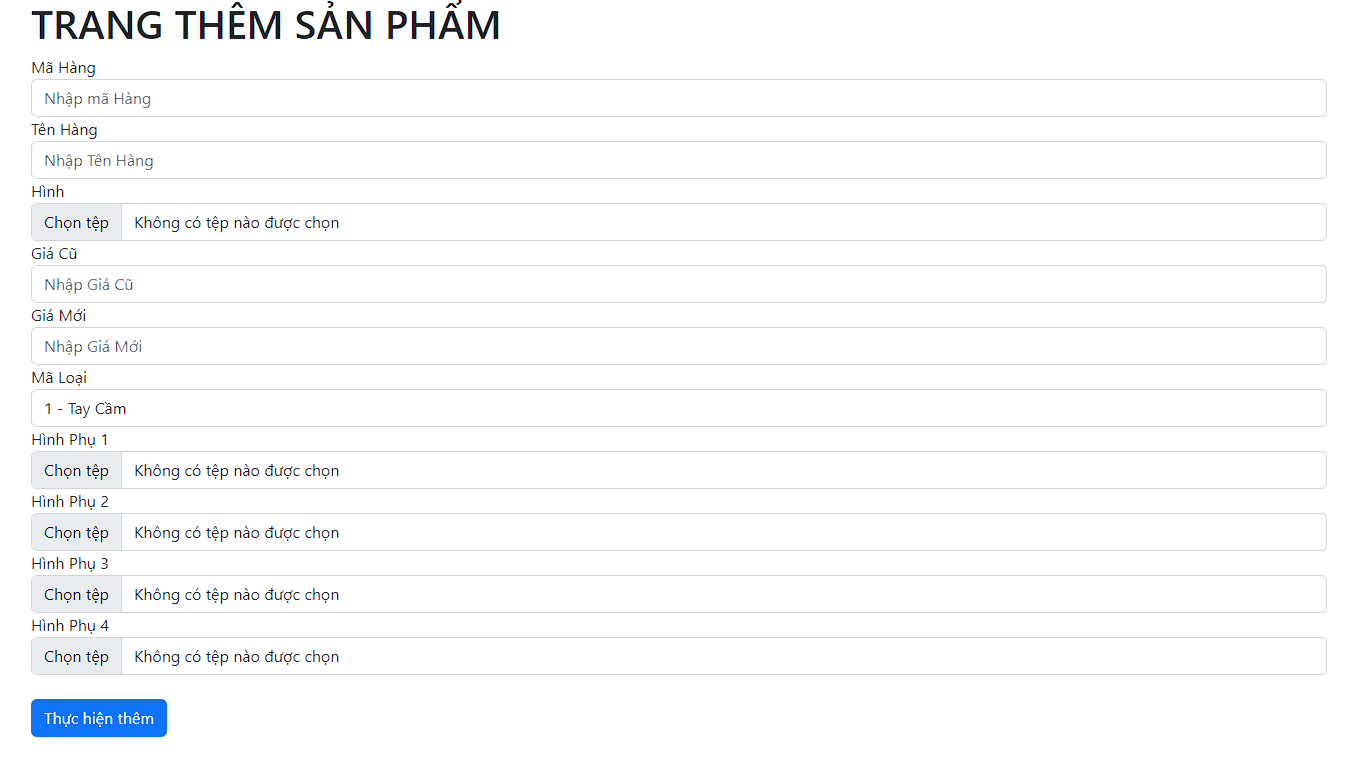 TRANG THÊM SẢN PHẨM
Mã Hàng
Nhập mã Hàng
Tên Hàng
Nhập Tên Hàng
Hình
Chọn tệp Không có tệp nào được chọn
Giá Cũ
Nhập Giá Cũ
Giá Mới
Nhập Giá Mới
Mã Loại
1 - Tay Cầm
Hình Phụ 1
Chọn tệp Không có tệp nào được chọn
Hình Phụ 2
Chọn tệp Không có tệp nào được chọn
Hình Phụ 3
Chọn tệp Không có tệp nào được chọn
Hình Phụ 4
Chọn tệp Không có tệp nào được chọn
Thực hiện thêm